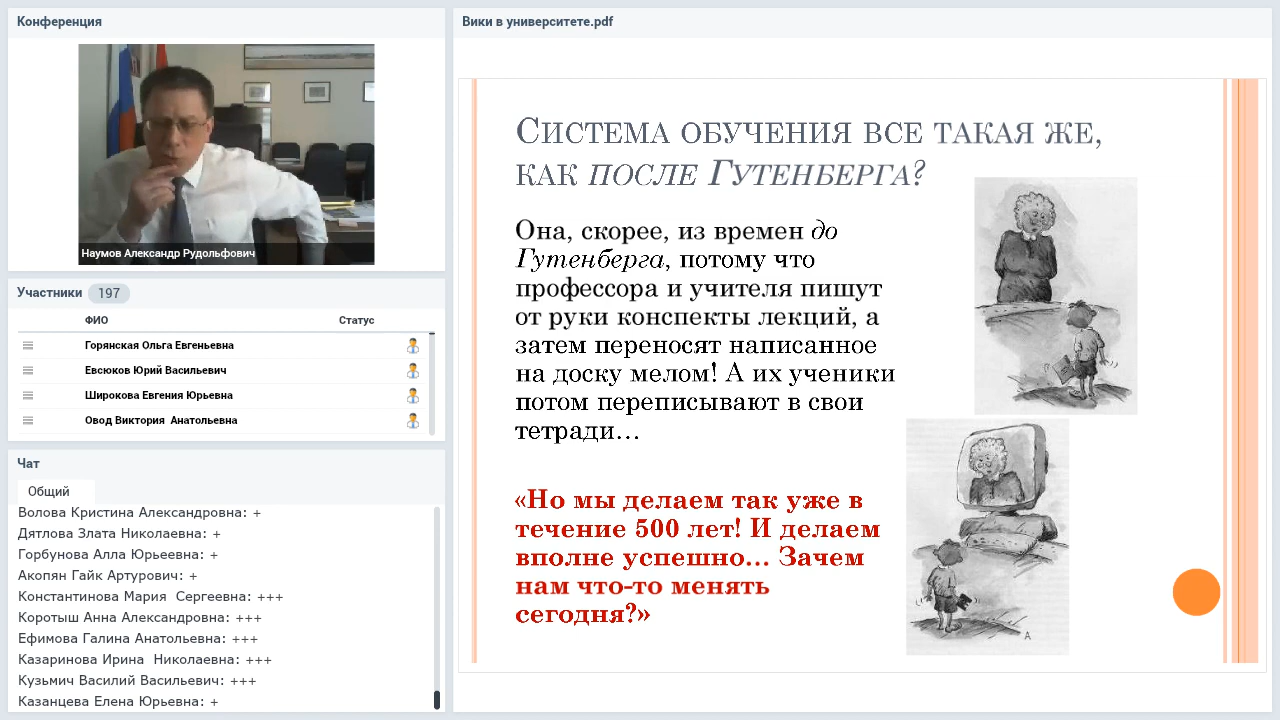 Конференция
Наумов Александр Рудольфович
Участники 197
ФИО Статус
Горянская Ольга Евгеньевна
Евсюков Юрий Васильевич
Широкова Евгения Юрьевна
Овод Виктория Анатольевна
Чат
Общий
Волова Кристина Александровна: +
Дятлова Злата Николаевна: +
Горбунова Алла Юрьеевна: +
Акопян Гайк Артурович: +
Константинова Мария Сергеевна: +++
Коротыш Анна Александровна: +++
Ефимова Галина Анатольевна: +++
Казаринова Ирина Николаевна: +++
Кузьмич Василий Васильевич: +++
Казанцева Елена Юрьевна: +
Вики в университете.pdf
Система обучения все такая же,
как после Гутенберга?
Она, скорее, из времен до
Гутенберга, потому что
профессора и учителя пишут
от руки конспекты лекций, а
затем переносят написанное
на доску мелом! А их ученики
потом переписывают в свои
тетради…
«Но мы делаем так уже в
течение 500 лет! И делаем
вполне успешно… Зачем
нам что-то менять
сегодня?»
А